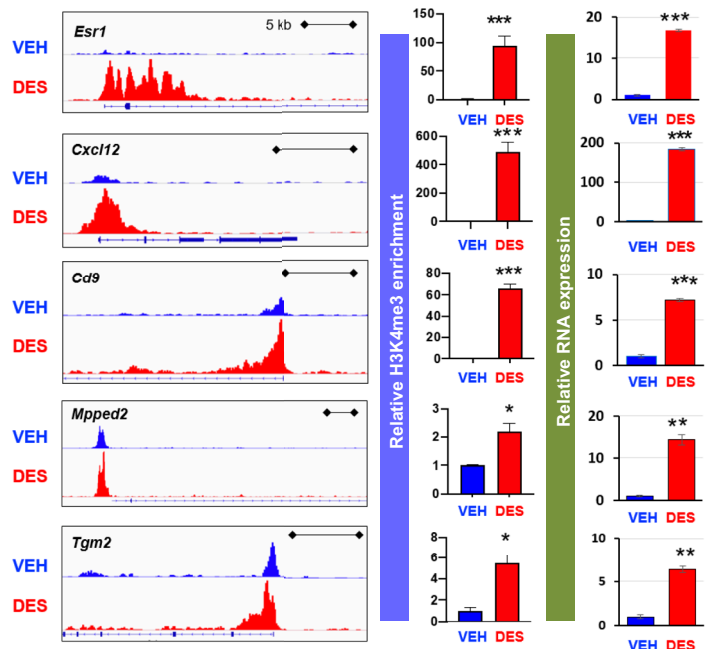 Esr1
5 kb
VEH
DES
100
75
50
25
0
***
VEH DES
20
10
0
***
VEH DES
Cxcl12
VEH
DES
600
400
200
0
***
VEH DES
200
100
0
***
VEH DES
Cd9
VEH
DES
80
60
40
20
0
***
VEH DES
10
5
0
***
VEH DES
Mpped2
VEH
DES
3
2
1
0
*
VEH DES
20
10
0
**
VEH DES
Tgm2
VEH
DES
8
6
4
2
0
*
VEH DES
10
5
0
**
VEH DES
Relative H3K4me3 enrichment
Relative RNA expression